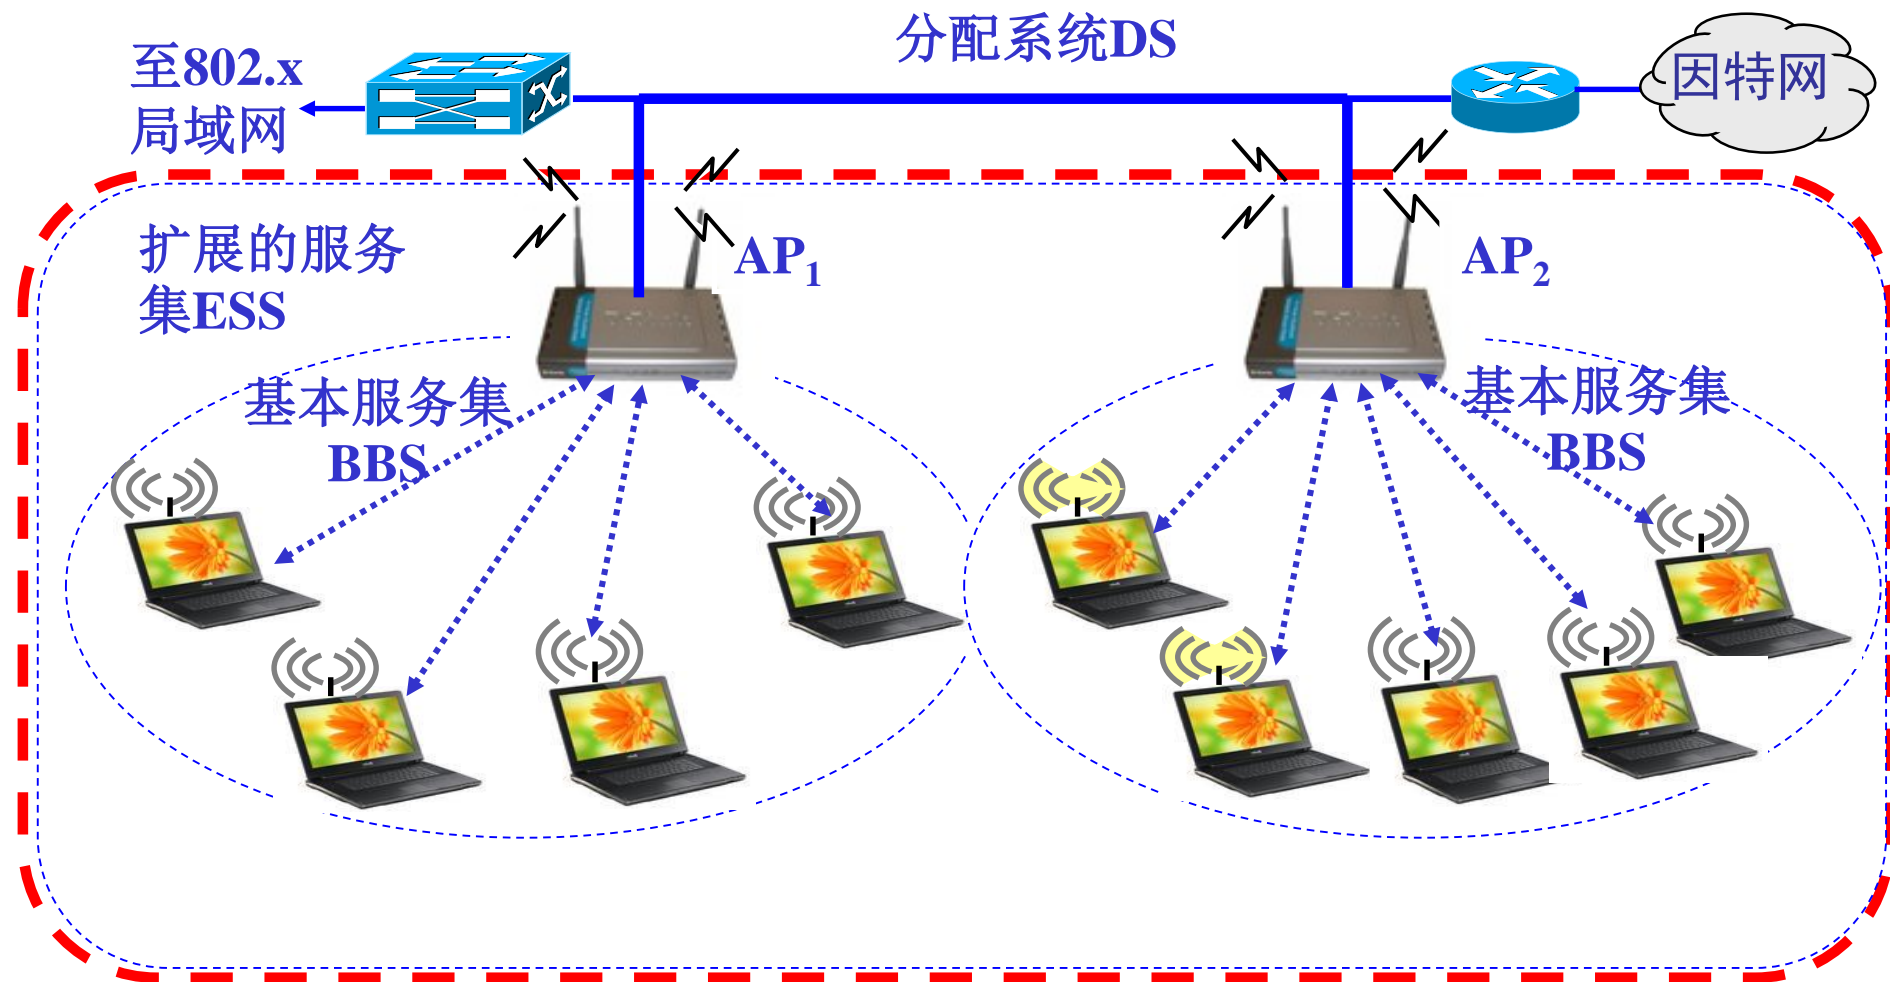 分配系统DS
至802.x
局域网
因特网
扩展的服务
集ESS
AP1
AP2
基本服务集
BBS
基本服务集
BBS